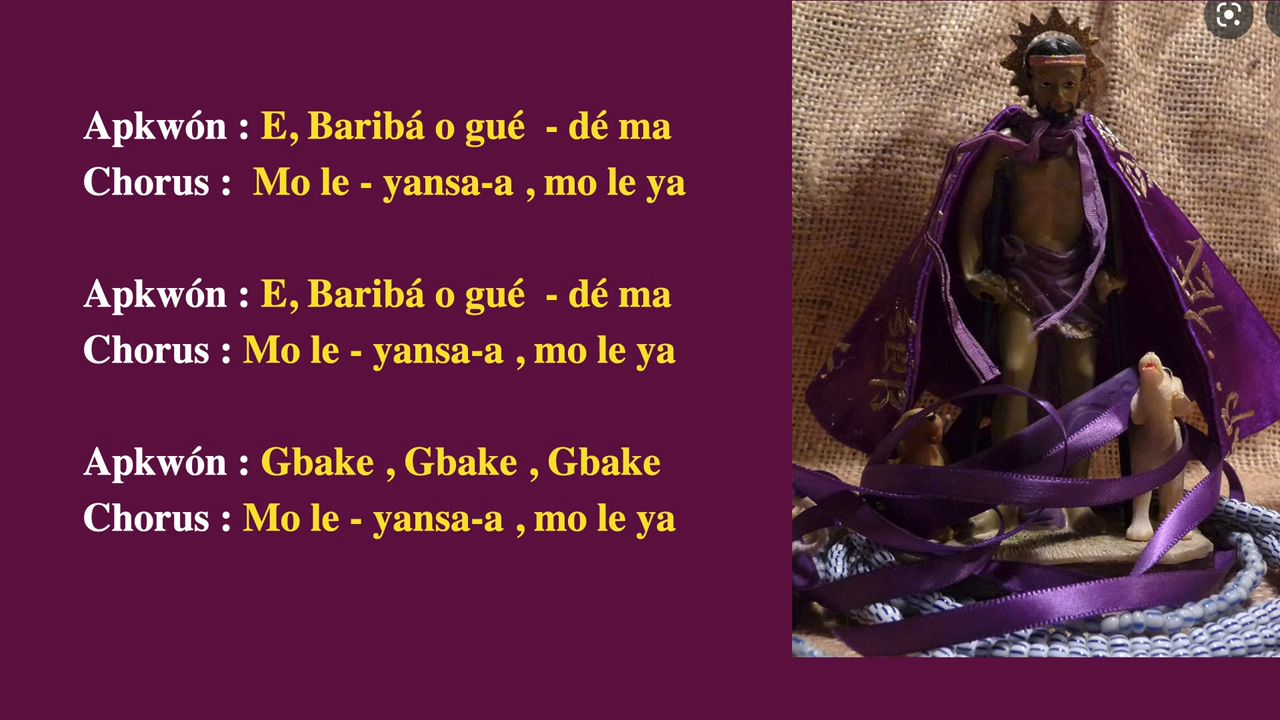 Apkwón : E, Baribá o gué - dé ma
Chorus : Mo le - yansa-a , mo le ya
Apkwón : E, Baribá o gué - dé ma
Chorus : Mo le - yansa-a , mo le ya
Apkwón : Gbake , Gbake , Gbake
Chorus : Mo le - yansa-a , mo le ya